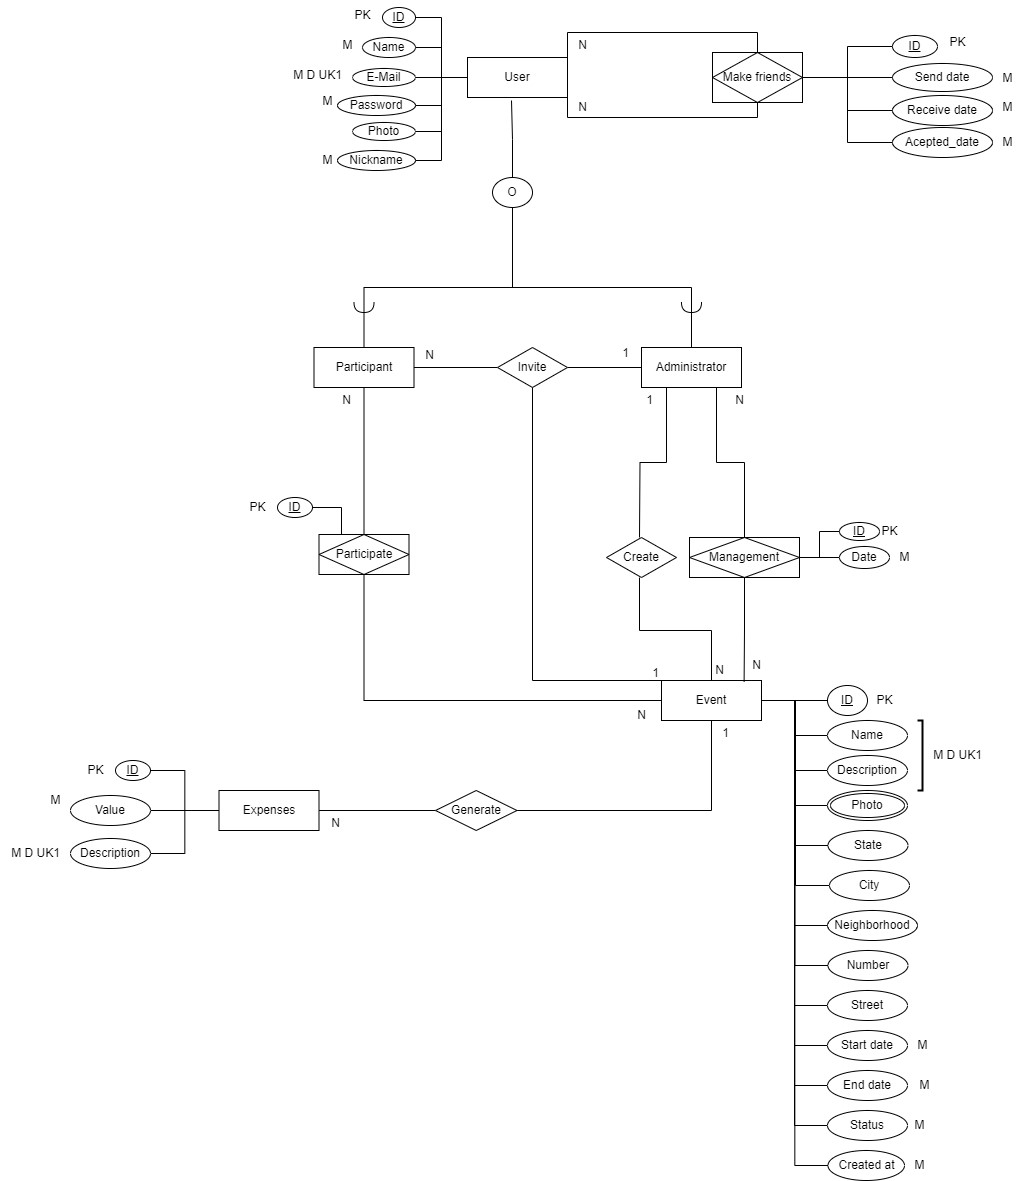 PK ID
M Name
M D UK1 E-Mail
M Password
Photo
M Nickname
User
N
N
Make friends
ID PK
Send date M
Receive date M
Acepted_date M
O
Participant
N
Invite
1
Administrator
N
1
N
PK ID
Participate
Create
Management
ID PK
Date M
1
N
N
Event
N
1
ID PK
Name
Description
M D UK1
Photo
State
City
Neighborhood
Number
Street
Start date M
End date M
Status M
Created at M
PK ID
M Value
M D UK1 Description
Expenses
N
Generate